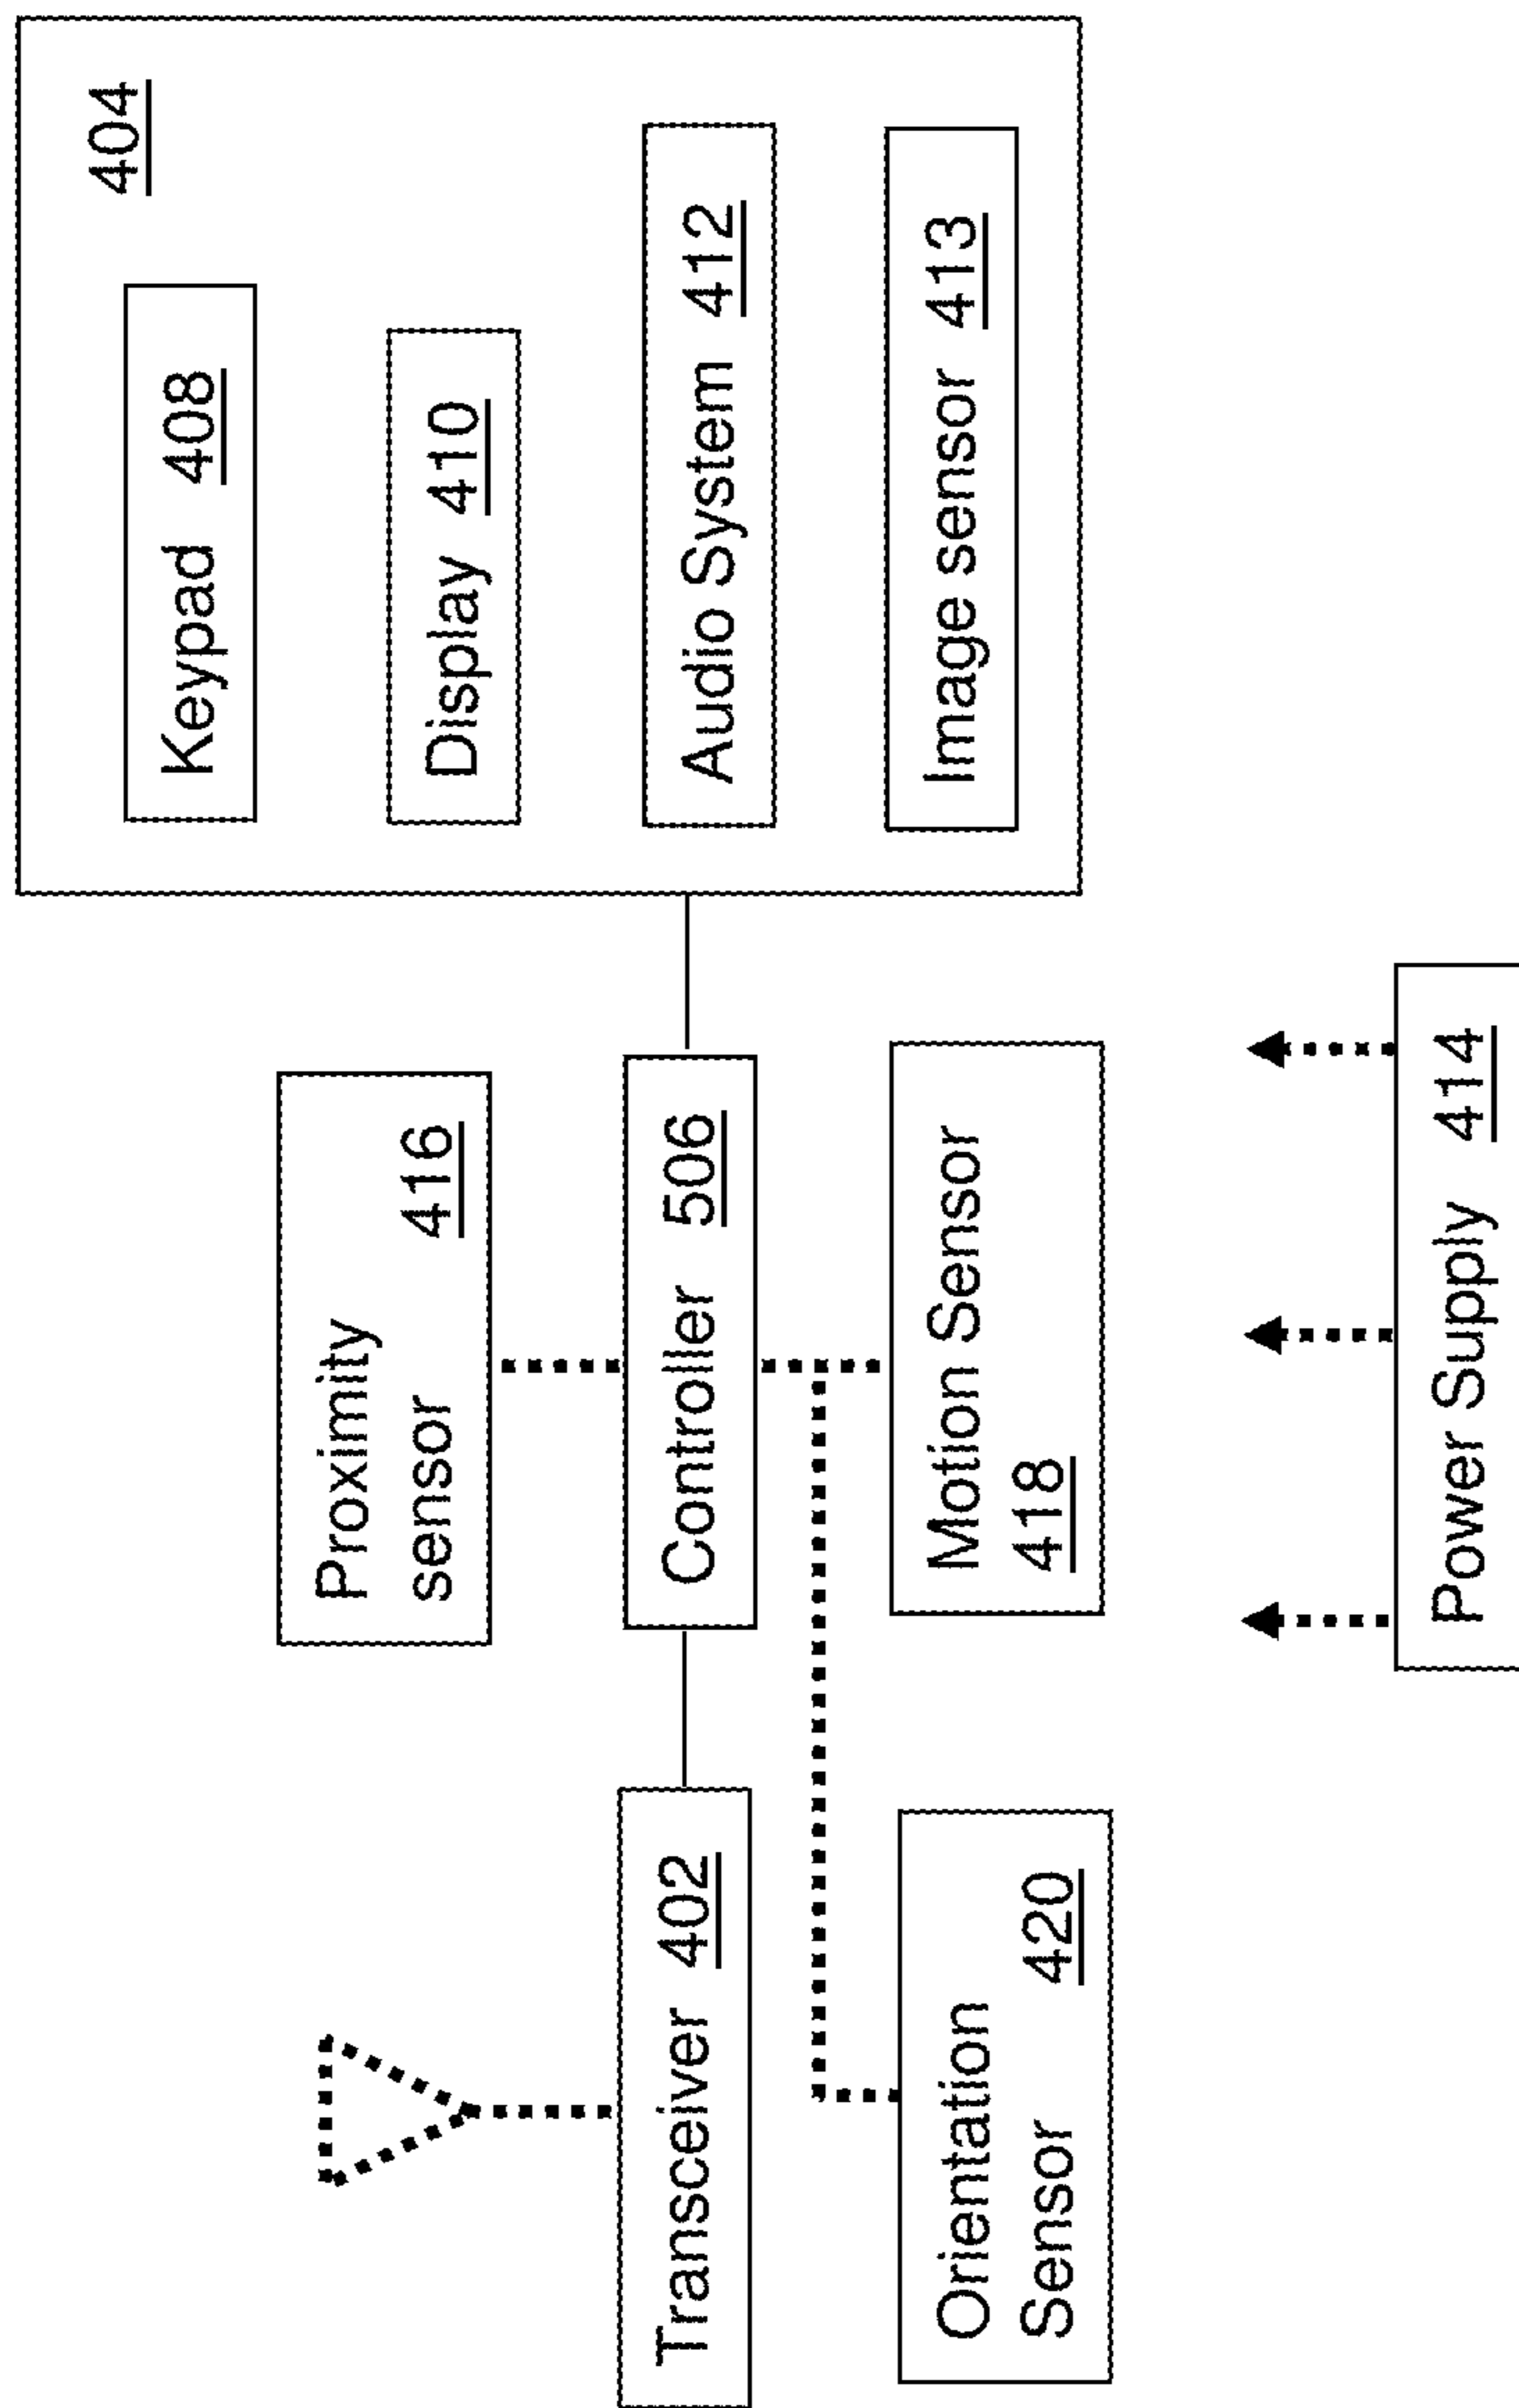 404
Keypad 408
Display 410
Audio System 412
Image sensor 413
Proximity
sensor 416
Controller 506
Motion Sensor
418
Transceiver 402
Orientation
Sensor 420
Power Supply 414